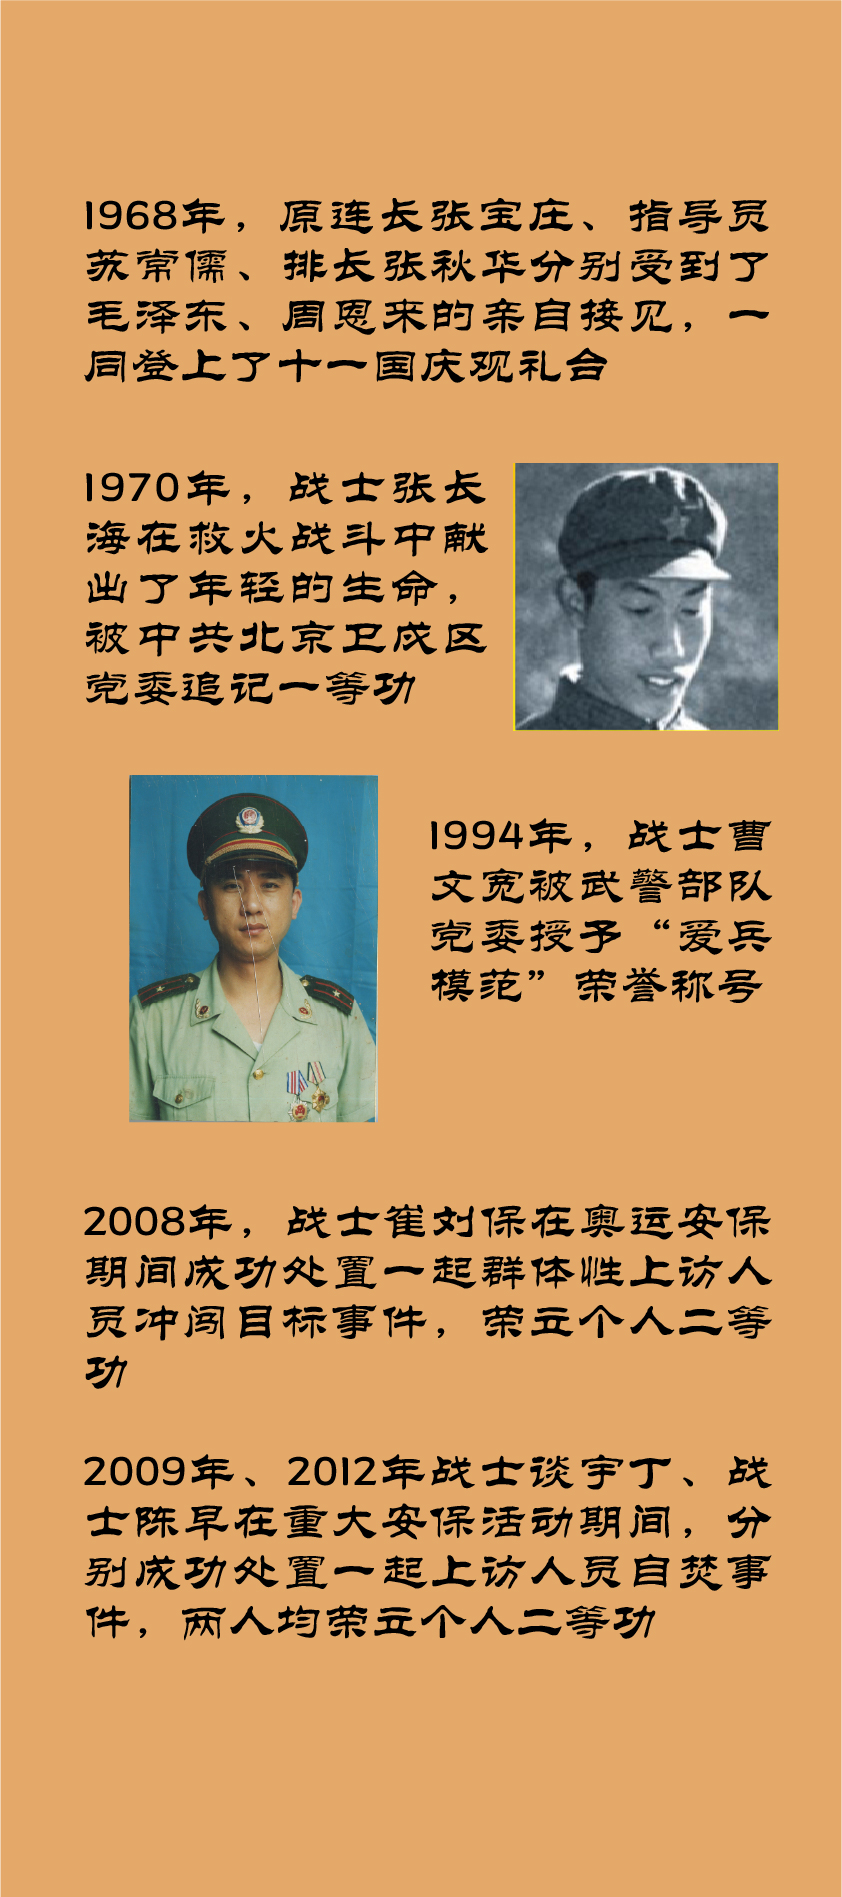 1968年，原连长张宝庄、指导员
苏常儒、排长张秋华分别受到了
毛泽东、周恩来的亲自接见，一
同登上了十一国庆观礼台
1970年，战士张长
海在救火战斗中献
出了年轻的生命，
被中共北京卫戍区
党委追记一等功
1994年，战士曹
文宽被武警部队
党委授予“爱兵
模范”荣誉称号
2008年，战士崔刘保在奥运安保
期间成功处置一起群体性上访人
员冲闯目标事件，荣立个人二等
功
2009年、2012年战士谈宇丁、战
士陈早在重大安保活动期间，分
别成功处置一起上访人员自焚事
件，两人均荣立个人二等功